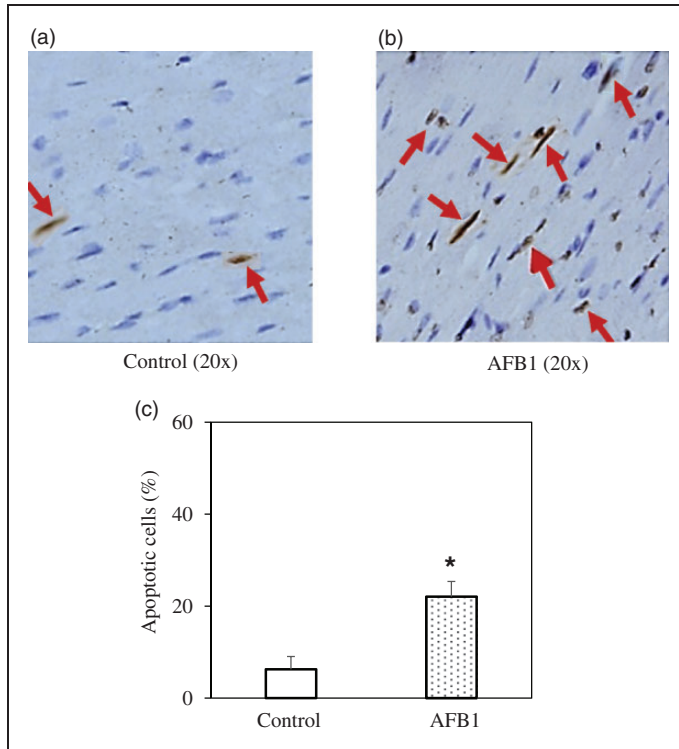 (a)
(b)
Control (20x)
AFB1 (20x)
(c)
Apoptotic cells (%)
60
40
20
0
*
Control
AFB1